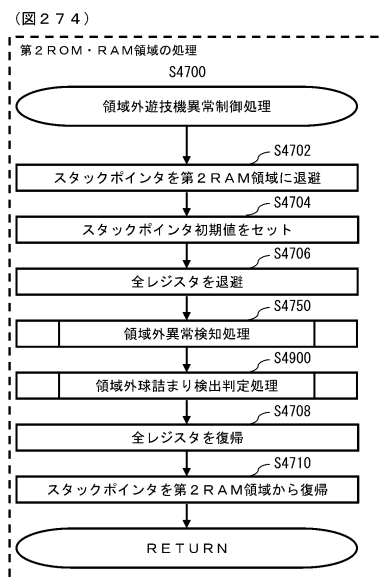 (図274)
第2ROM・RAM領域の処理
S4700
領域外遊技機異常制御処理
S4702
スタックポインタを第2RAM領域に退避
S4704
スタックポインタ初期値をセット
S4706
全レジスタを退避
S4750
領域外異常検知処理
S4900
領域外球詰まり検出判定処理
S4708
全レジスタを復帰
S4710
スタックポインタを第2RAM領域から復帰
RETURN